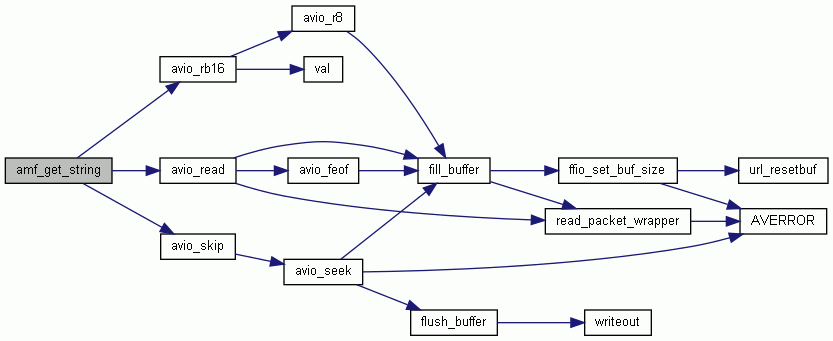 avio_r8
avio_rb16
val
amf_get_string
avio_read
avio_feof
fill_buffer
ffio_set_buf_size
url_resetbuf
read_packet_wrapper
AVERROR
avio_skip
avio_seek
flush_buffer
writeout